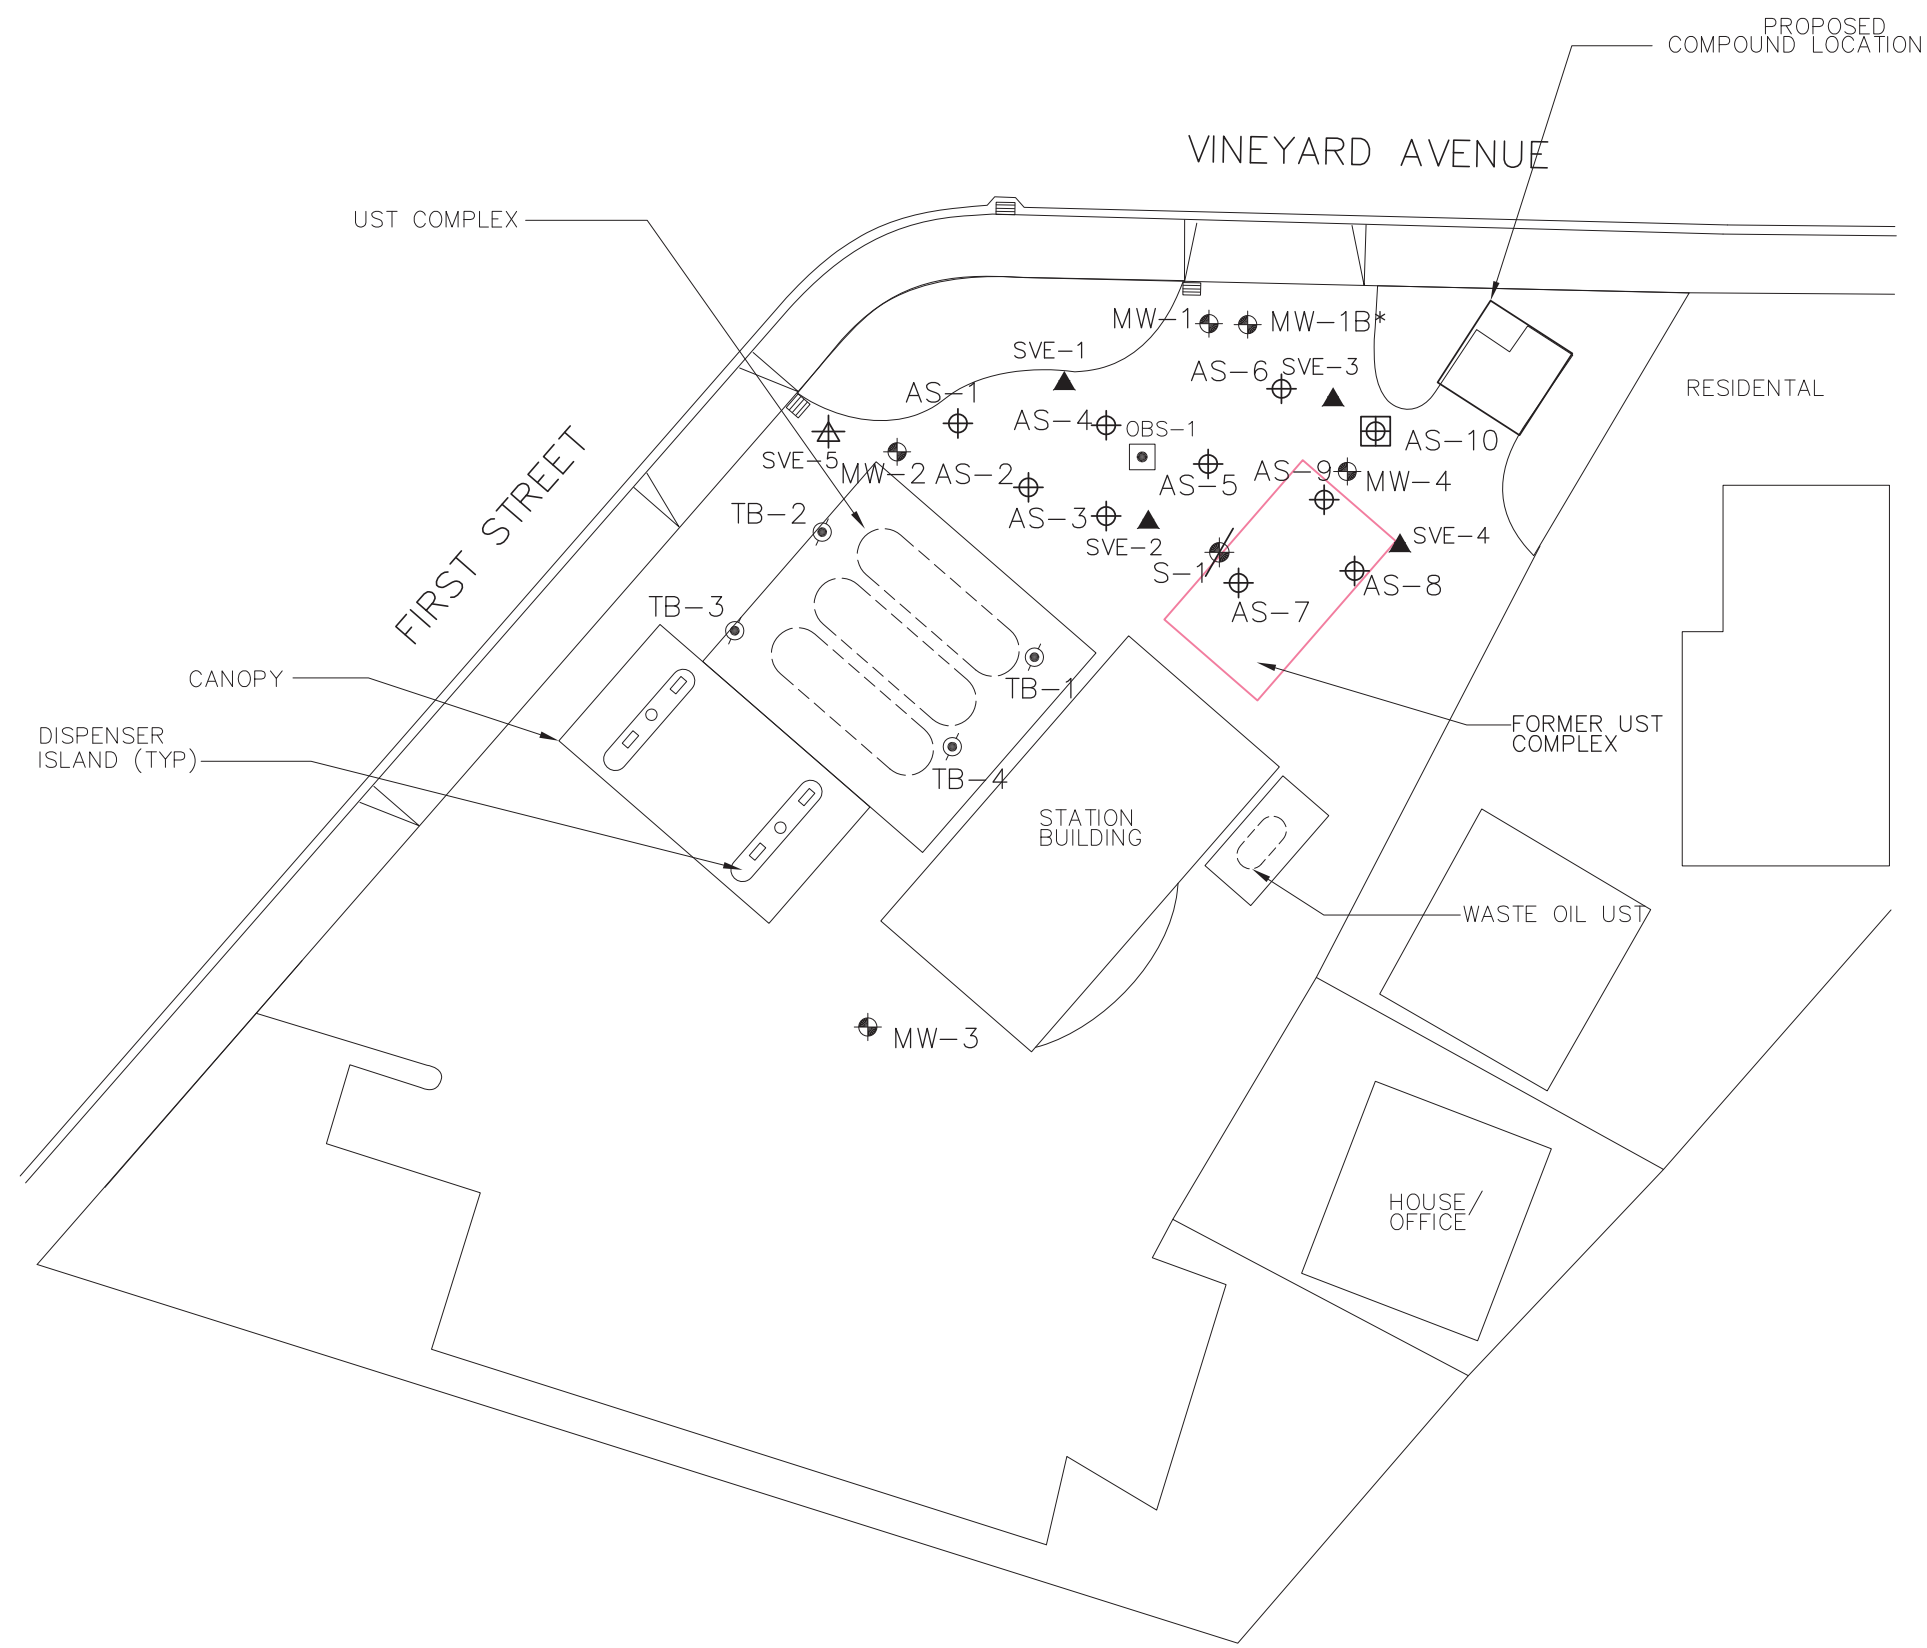 PROPOSED
COMPOUND LOCATION
VINEYARD AVENUE
UST COMPLEX
MW-1
MW-1B*
SVE-1
AS-6
SVE-3
RESIDENTAL
AS-1
AS-4
OBS-1
AS-10
SVE-5
MW-2
AS-2
AS-5
AS-9
MW-4
FIRST STREET
TB-2
AS-3
SVE-2
S-1
SVE-4
AS-8
TB-3
AS-7
CANOPY
TB-1
DISPENSER
ISLAND (TYP)
FORMER UST
COMPLEX
TB-4
STATION
BUILDING
WASTE OIL UST
MW-3
HOUSE/
OFFICE